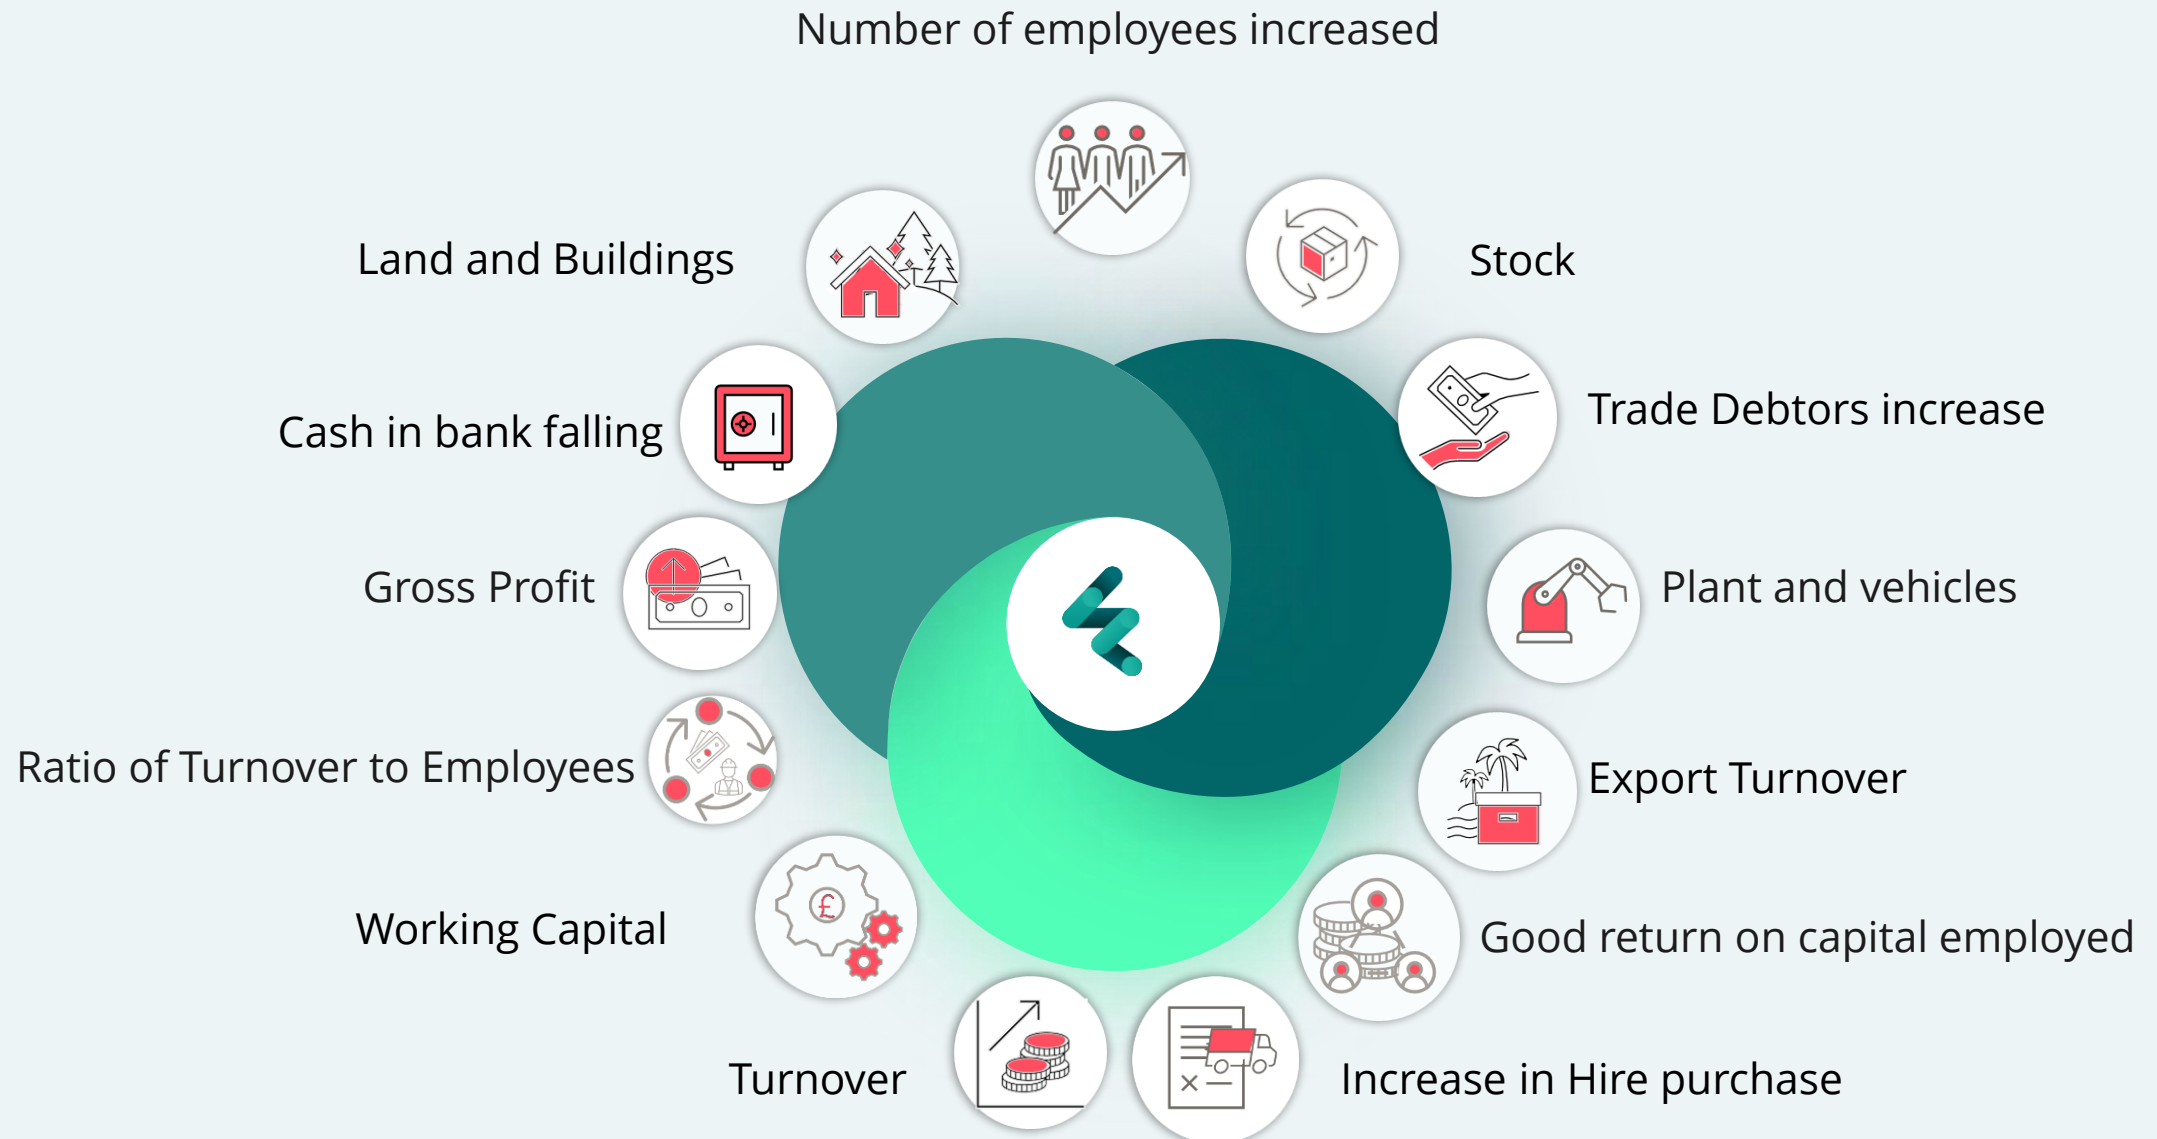 Number of employees increased
Land and Buildings
Stock
Cash in bank falling
Trade Debtors increase
Gross Profit
Plant and vehicles
Ratio of Turnover to Employees
Export Turnover
£
Working Capital
Good return on capital employed
Turnover
Increase in Hire purchase